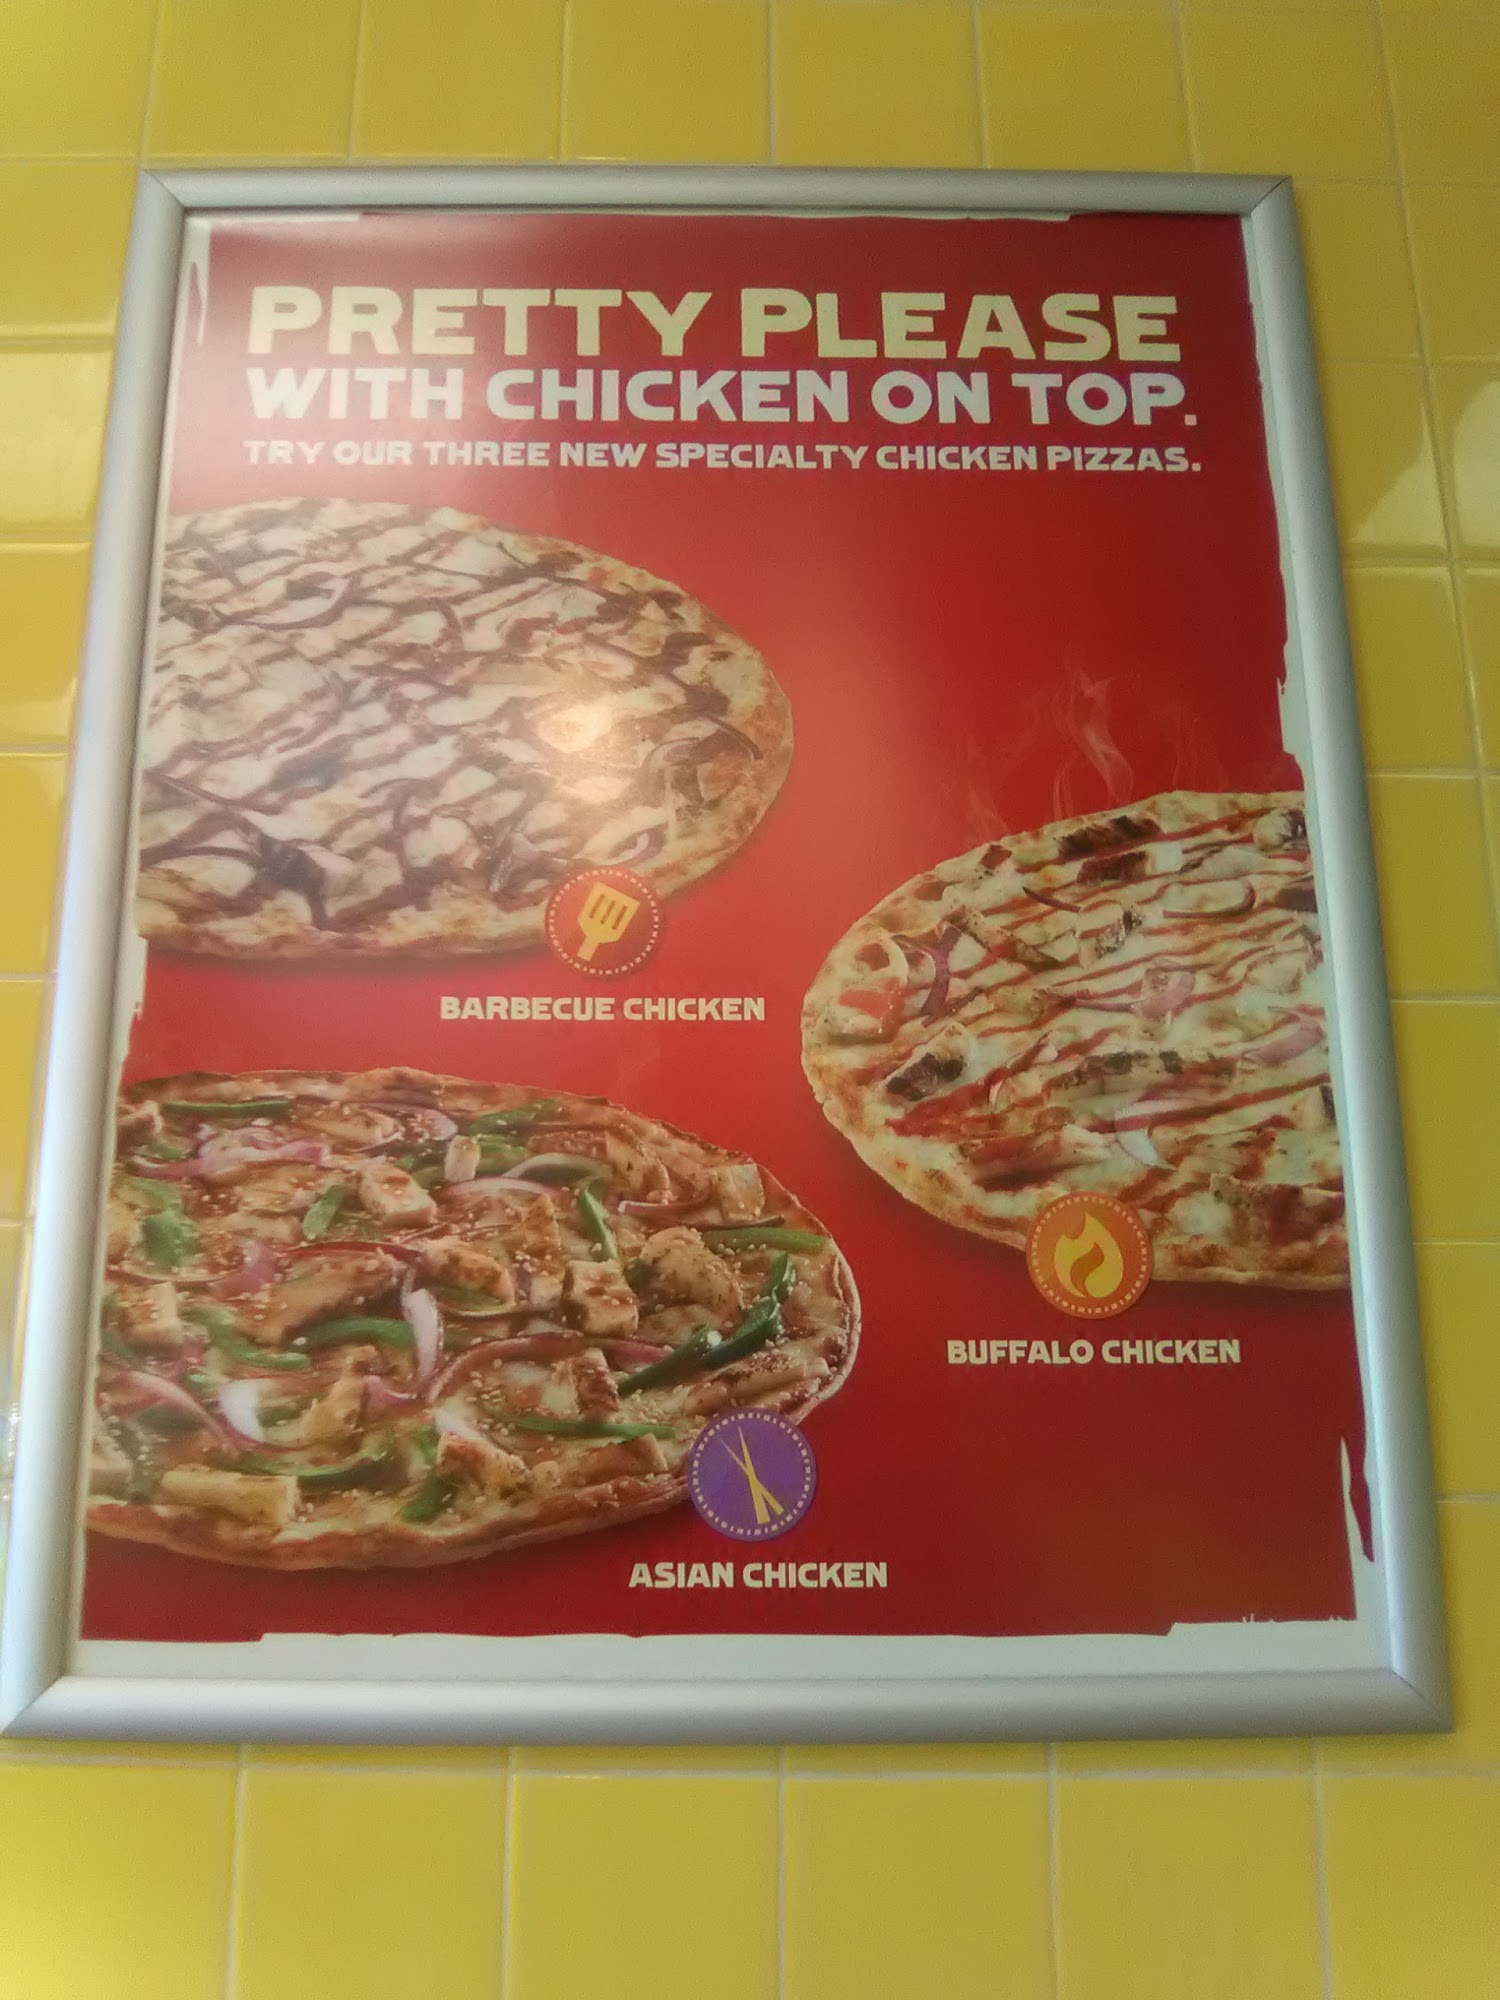 PRETTY PLEASE
WITH CHICKEN ON TOP.
TRY OUR THREE NEW SPECIALTY CHICKEN PIZZAS.
BARBECUE CHICKEN
BUFFALO CHICKEN
ASIAN CHICKEN